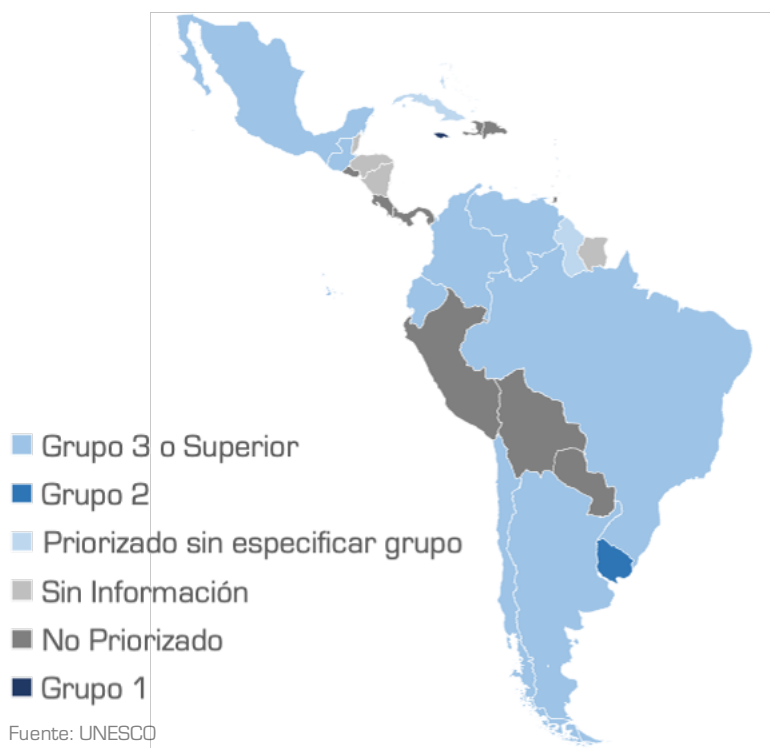 Grupo 3 o Superior
Grupo 2
Priorizado sin especificar grupo
Sin Información
No Priorizado
Grupo 1
Fuente: UNESCO